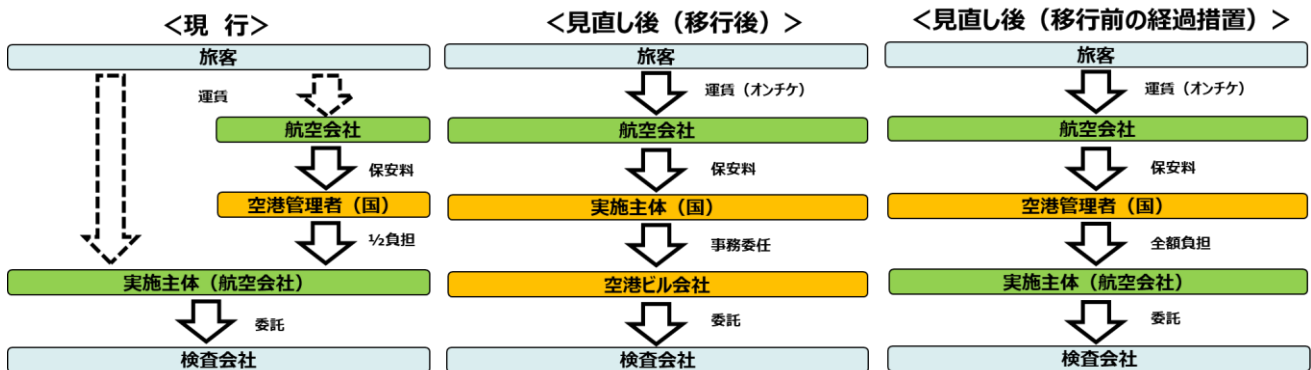 ＜現 行＞
旅客
運賃
航空会社
保安料
空港管理者（国）
½負担
実施主体（航空会社）
委託
検査会社
＜見直し後（移行後）＞
旅客
運賃（オンチケ）
航空会社
保安料
実施主体（国）
事務委任
空港ビル会社
委託
検査会社
＜見直し後（移行前の経過措置）＞
旅客
運賃（オンチケ）
航空会社
保安料
空港管理者（国）
全額負担
実施主体（航空会社）
委託
検査会社